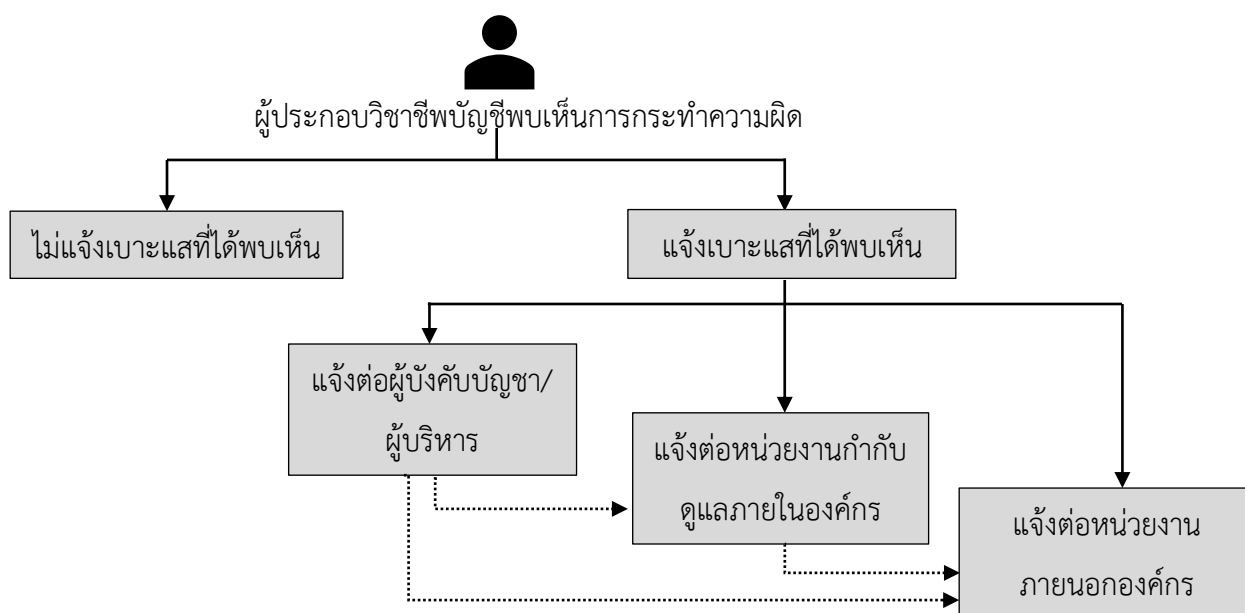 ผู้ประกอบวิชาชีพบัญชีพบเห็นการกระทำความผิด
ไม่แจ้งเบาะแสที่ได้พบเห็น
แจ้งเบาะแสที่ได้พบเห็น
แจ้งต่อผู้บังคับบัญชา/
ผู้บริหาร
แจ้งต่อหน่วยงานกำกับ
ดูแลภายในองค์กร
แจ้งต่อหน่วยงาน
ภายนอกองค์กร